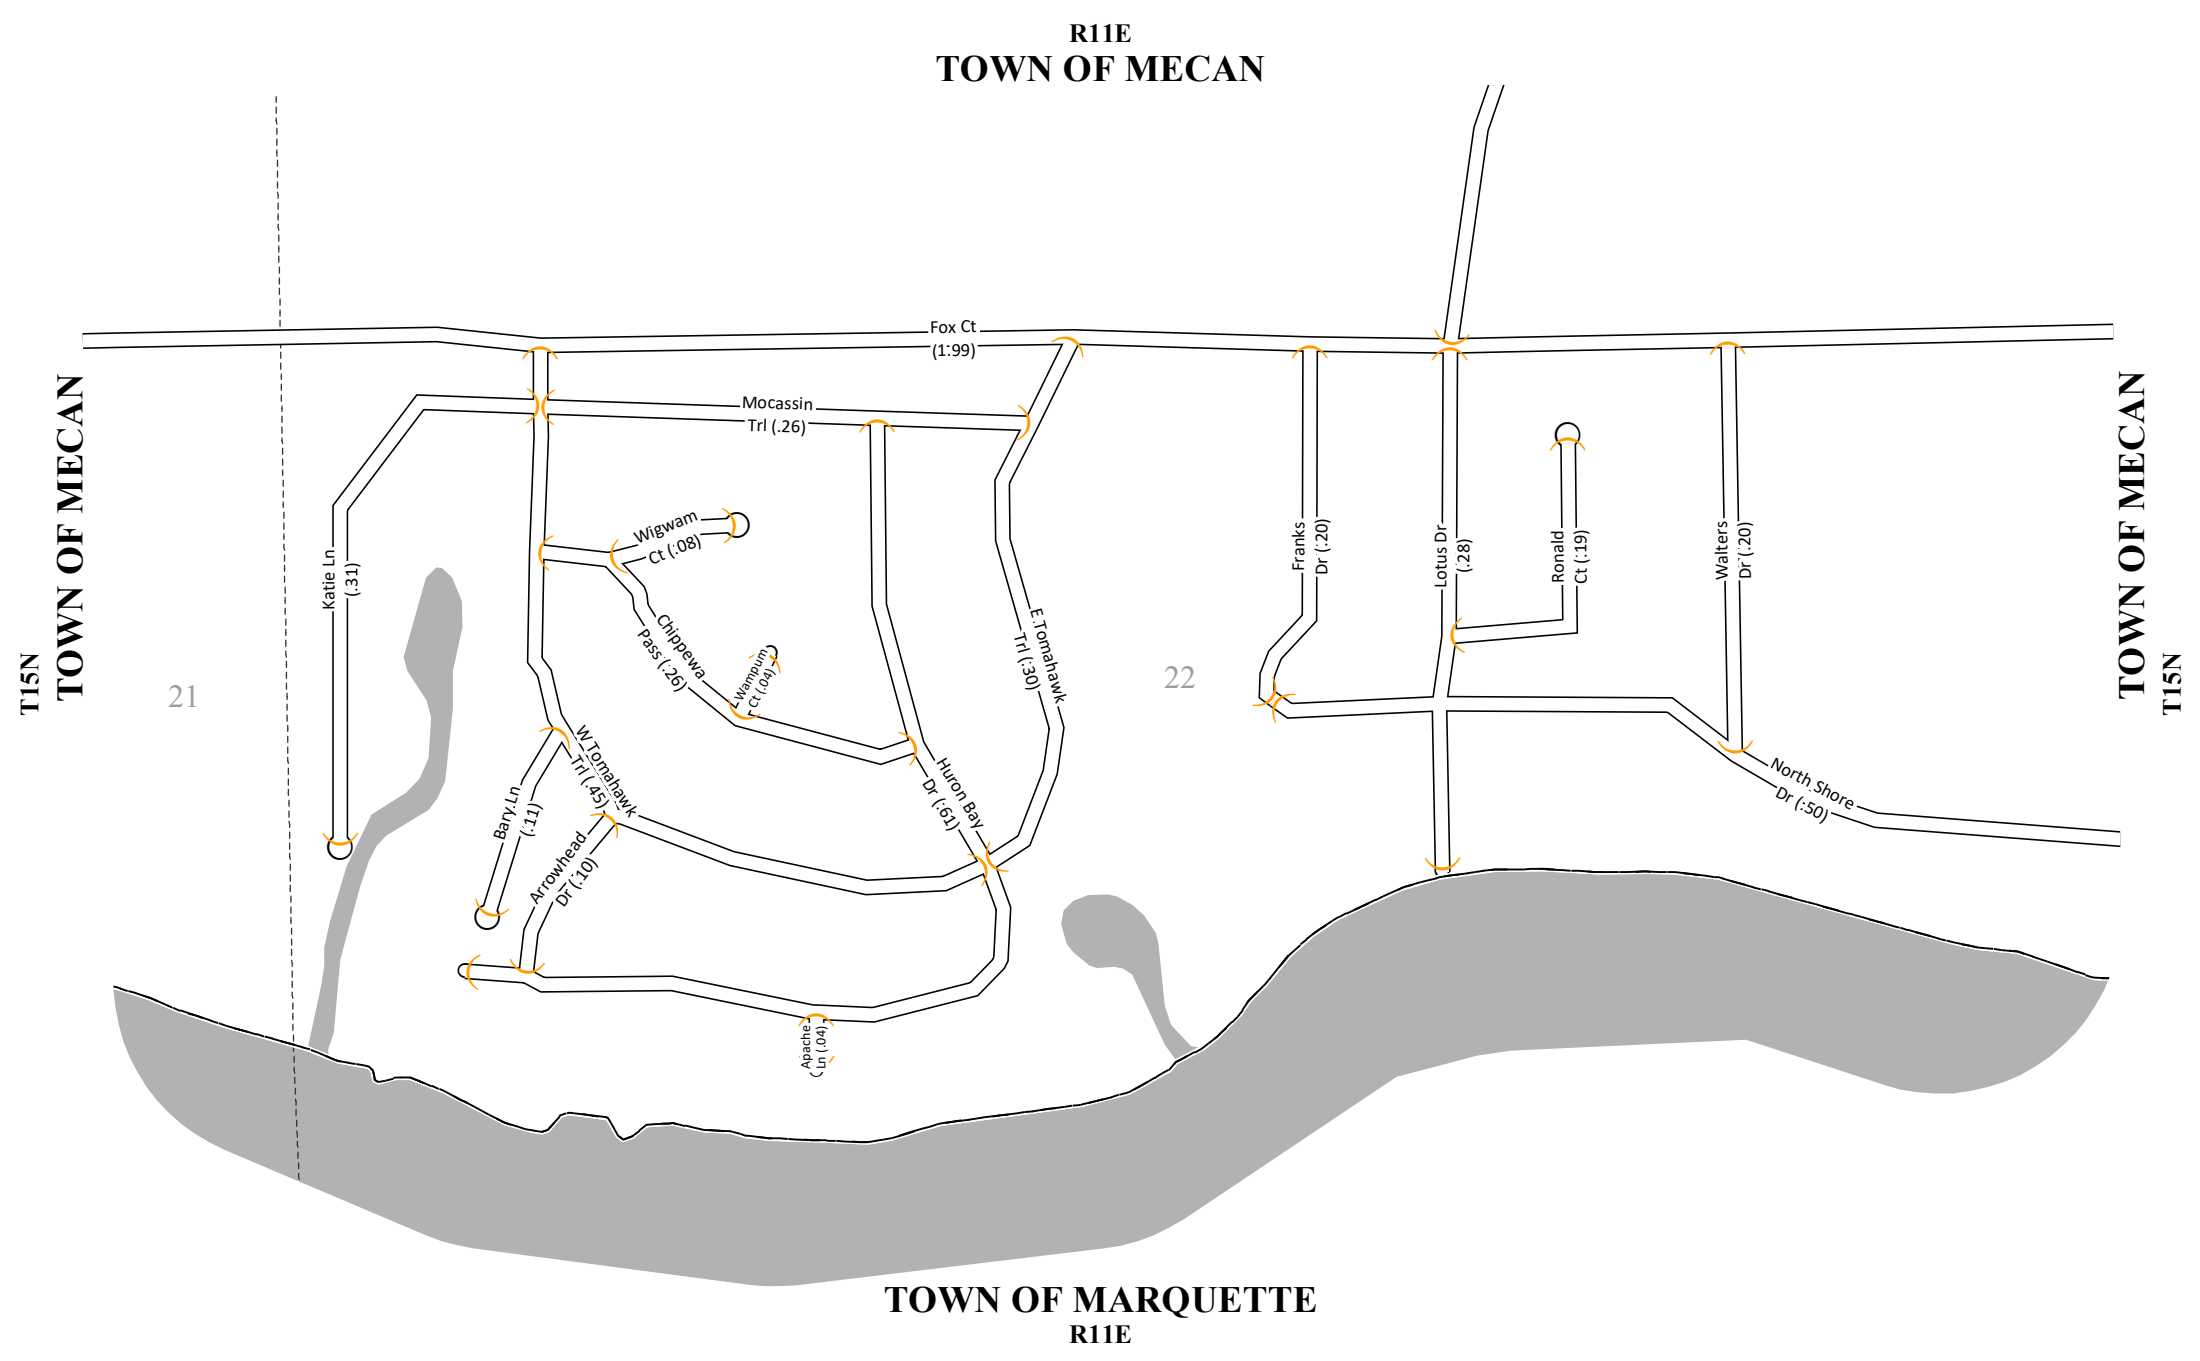 R11E
TOWN OF MECAN
Fox Ct
(1.99)
Mocassin
Trl (.26)
TOWN OF MECAN
T15N
TOWN OF MECAN
T15N
Katie Ln
(.31)
Wigwam
Ct (.08)
Chippewa
Pass (.26)
Wampum
Ct (.04)
E Tomahawk
Trl (.30)
Franks
Dr (.20)
Lotus Dr
(.28)
Ronald
Ct (.19)
Walters
Dr (.20)
21
22
W Tomahawk
Trl (.45)
Huron Bay
Dr (.61)
Bary Ln
(.11)
Arrowhead
Dr (.10)
North Shore
Dr (.50)
Apache
Ln (.04)
TOWN OF MARQUETTE
R11E